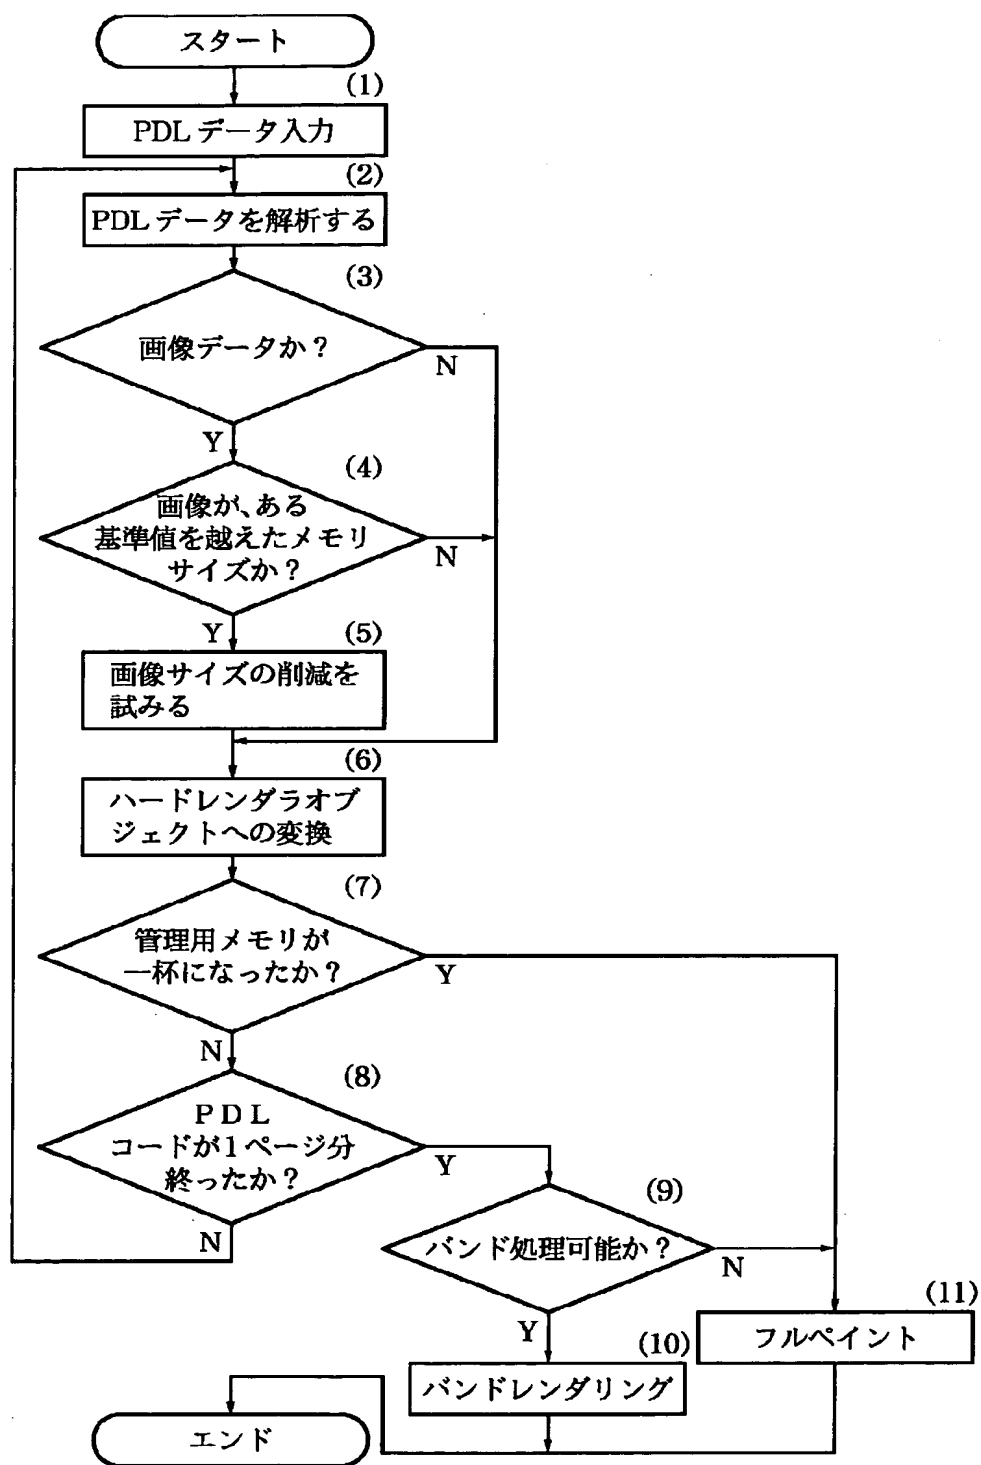 スタート
(1)
PDLデータ入力
(2)
PDLデータを解析する
(3)
画像データか?
N
Y
(4)
画像が、ある
基準値を越えたメモリ
サイズか?
N
Y
(5)
画像サイズの削減を
試みる
(6)
ハードレンダラオブ
ジェクトへの変換
(7)
管理用メモリが
一杯になったか?
Y
N
(8)
PDL
コードが1ページ分
終ったか?
Y
N
(9)
バンド処理可能か?
N
Y
(10)
バンドレンダリング
(11)
フルペイント
エンド